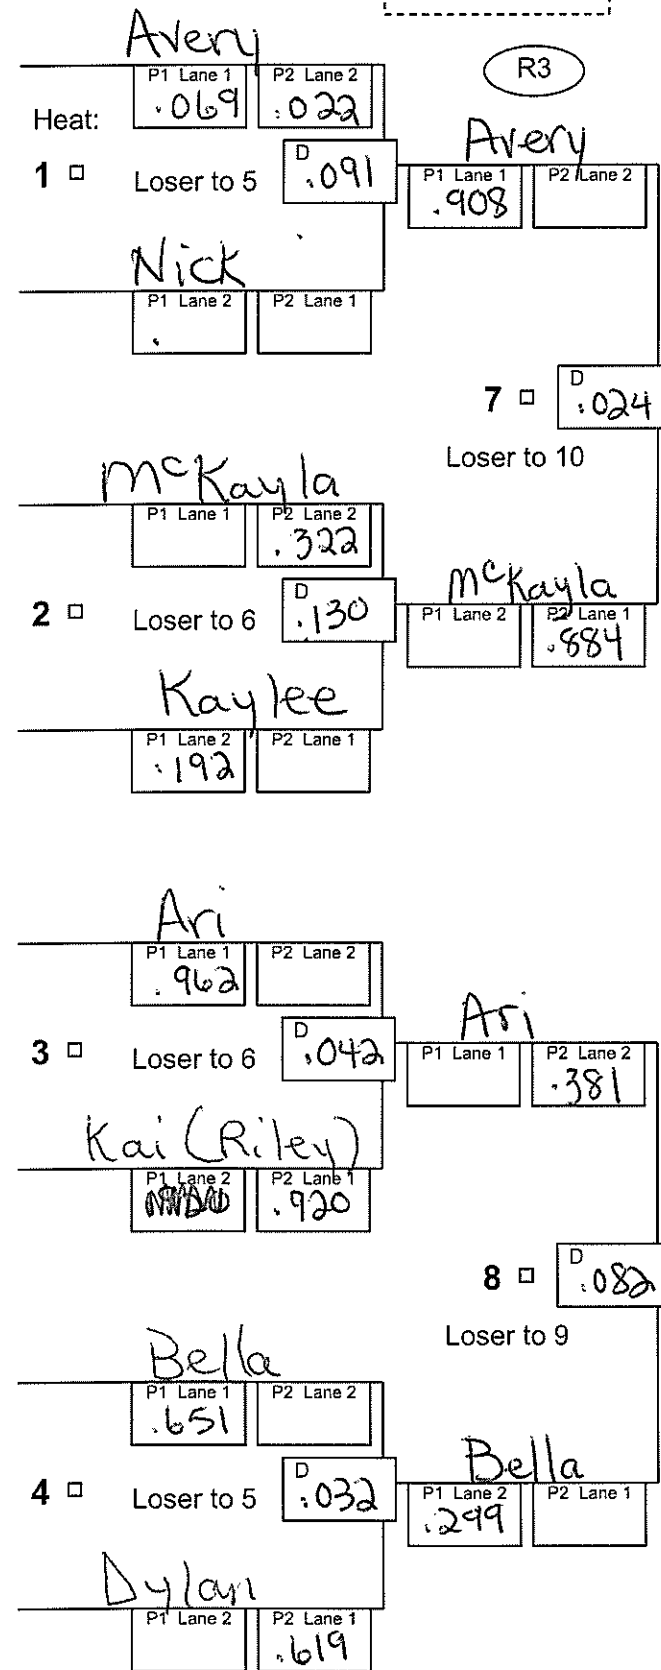 Avery
P1 Lane 1 P2 Lane 2 R3
.069 .022
Heat: Avery
1 Loser to 5 D .091 P1 Lane 1 P2 Lane 2
.908
Nick
P1 Lane 2 P2 Lane 1
.
7 D .024
Loser to 10
McKayla
P1 Lane 1 P2 Lane 2
.322
McKayla
2 Loser to 6 D .130 P1 Lane 2 P2 Lane 1
.884
Kaylee
P1 Lane 2 P2 Lane 1
.192
Ari
P1 Lane 1 P2 Lane 2
.962
Ari
3 Loser to 6 D .042 P1 Lane 1 P2 Lane 2
.381
Kai (Riley)
P1 Lane 2 P2 Lane 1
.920
8 D .082
Loser to 9
Bella
P1 Lane 1 P2 Lane 2
.651
Bella
4 Loser to 5 D .032 P1 Lane 2 P2 Lane 1
.299
Dylan
P1 Lane 2 P2 Lane 1
.619